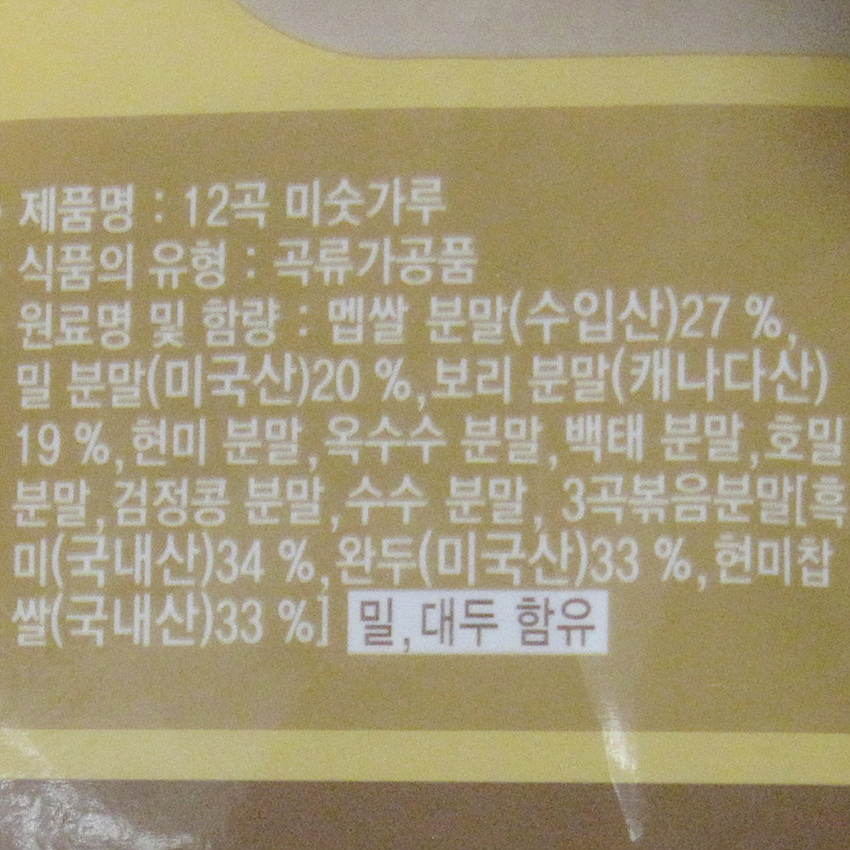 제품명 : 12곡 미숫가루
식품의 유형 : 곡류가공품
원료명 및 함량 : 멥쌀 분말(수입산)27 %,
밀 분말(미국산)20 %,보리 분말(캐나다산)
19 %,현미 분말,옥수수 분말,백태 분말,호밀
분말,검정콩 분말,수수 분말, 3곡볶음분말[흑
미(국내산)34 %,완두(미국산)33 %,현미찹
쌀(국내산)33 %] 밀,대두 함유